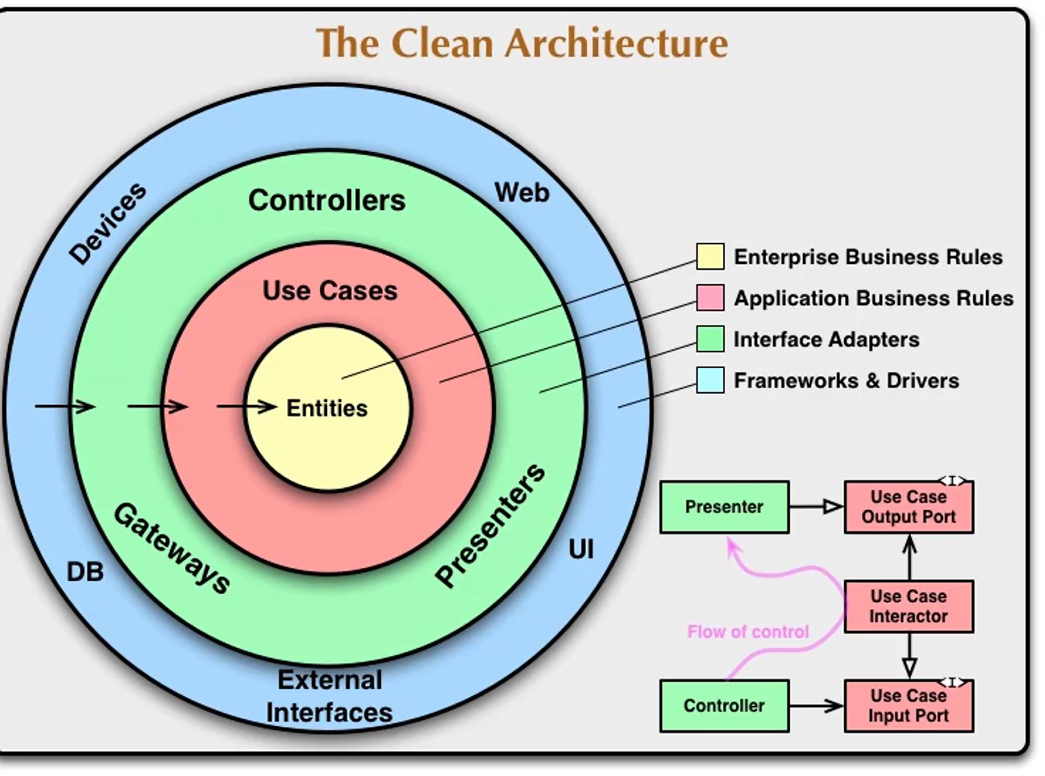 The Clean Architecture
Devices
Controllers
Web
Use Cases
Entities
Gateways
Presenters
DB
UI
External
Interfaces
Enterprise Business Rules
Application Business Rules
Interface Adapters
Frameworks & Drivers
Presenter
<I>
Use Case
Output Port
Use Case
Interactor
Flow of control
Controller
<I>
Use Case
Input Port